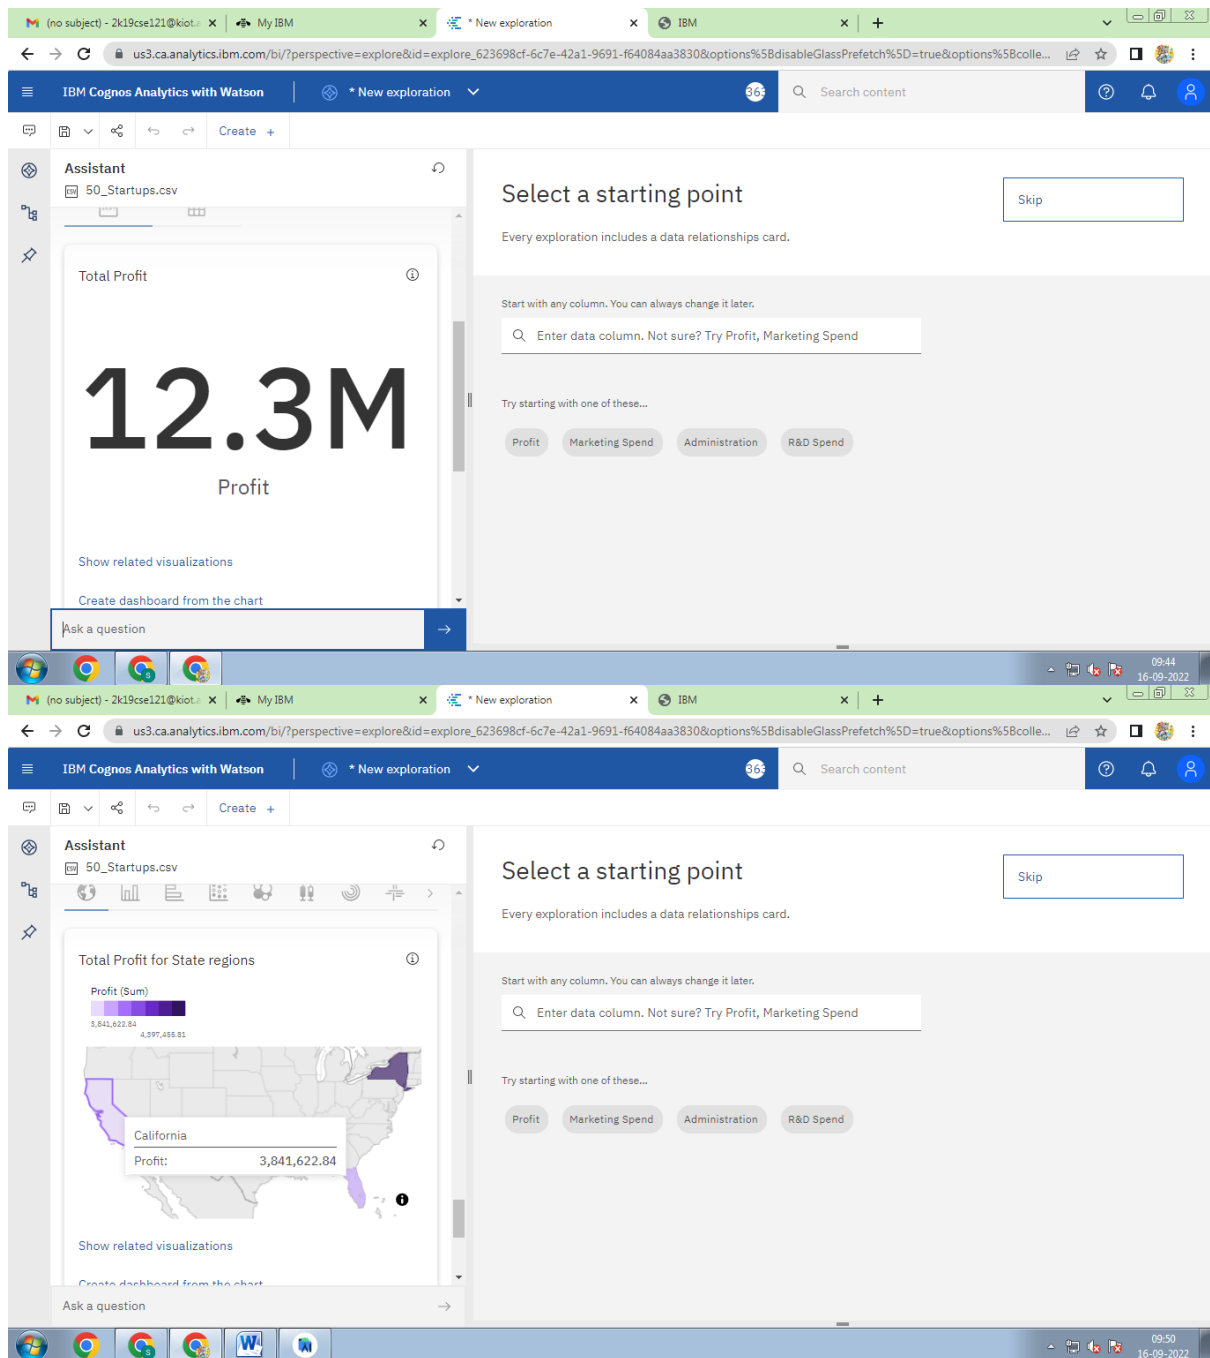 (no subject) - 2k19cse121@kiot.a
My IBM
* New exploration
IBM
us3.ca.analytics.ibm.com/bi/?perspective=explore&id=explore_623698cf-6c7e-42a1-9691-f64084aa3830&options%5BdisableGlassPrefetch%5D=true&options%5Bcolle...
IBM Cognos Analytics with Watson
* New exploration
363
Search content
Create +
Assistant
50_Startups.csv
Select a starting point
Skip
Every exploration includes a data relationships card.
Total Profit
Start with any column. You can always change it later.
Enter data column. Not sure? Try Profit, Marketing Spend
12.3M
Profit
Try starting with one of these...
Profit Marketing Spend Administration R&D Spend
Show related visualizations
Create dashboard from the chart
Ask a question
09:44
16-09-2022
(no subject) - 2k19cse121@kiot.a
My IBM
* New exploration
IBM
us3.ca.analytics.ibm.com/bi/?perspective=explore&id=explore_623698cf-6c7e-42a1-9691-f64084aa3830&options%5BdisableGlassPrefetch%5D=true&options%5Bcolle...
IBM Cognos Analytics with Watson
* New exploration
363
Search content
Create +
Assistant
50_Startups.csv
Select a starting point
Skip
Every exploration includes a data relationships card.
Total Profit for State regions
Profit (Sum)
3,841,622.84
4,397,455.81
Start with any column. You can always change it later.
Enter data column. Not sure? Try Profit, Marketing Spend
Try starting with one of these...
Profit Marketing Spend Administration R&D Spend
California
Profit: 3,841,622.84
Show related visualizations
Create dashboard from the chart
Ask a question
09:50
16-09-2022